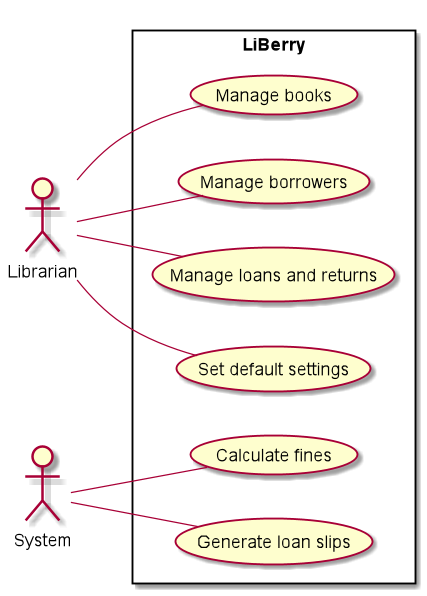 LiBerry
Manage books
Manage borrowers
Librarian
Manage loans and returns
Set default settings
Calculate fines
System
Generate loan slips